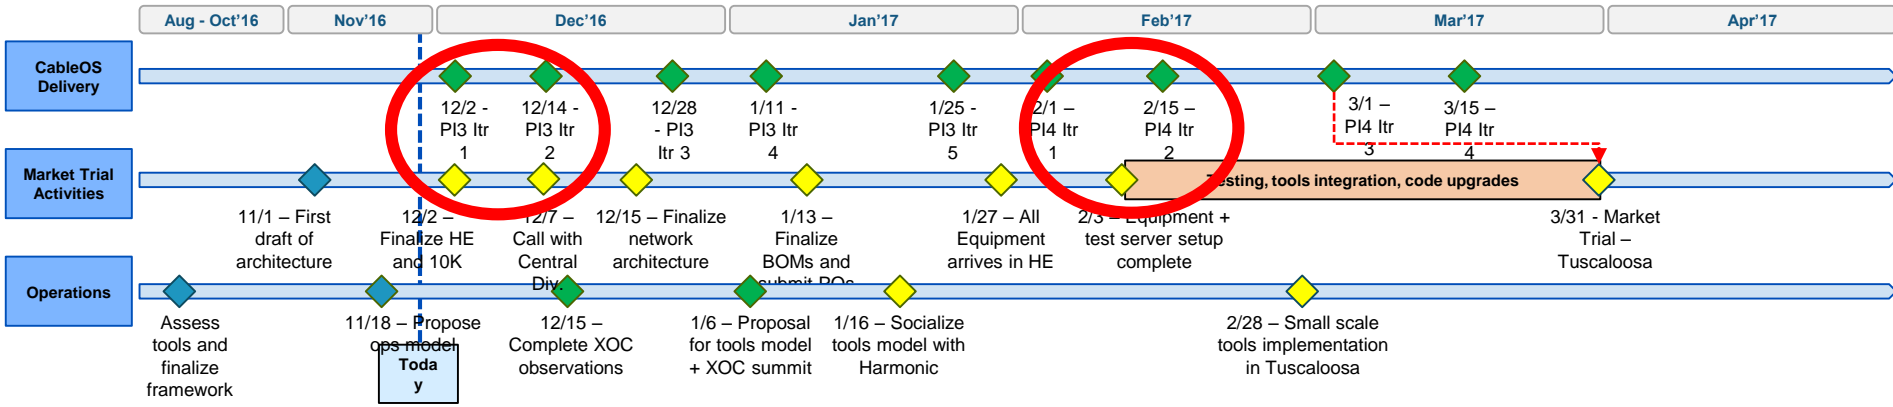 Aug - Oct'16
Nov'16
Dec'16
Jan'17
Feb'17
Mar'17
Apr'17
CableOS
Delivery
12/2 -
PI3 Itr
1
12/14 -
PI3 Itr
2
12/28
- PI3
Itr 3
1/11 -
PI3 Itr
4
1/25 -
PI3 Itr
5
2/1 –
PI4 Itr
1
2/15 –
PI4 Itr
2
3/1 –
PI4 Itr
3
3/15 –
PI4 Itr
4
Market Trial
Activities
Testing, tools integration, code upgrades
11/1 – First
draft of
architecture
12/2 –
Finalize HE
and 10K
12/7 –
Call with
Central
Div.
12/15 – Finalize
network
architecture
1/13 –
Finalize
BOMs and
submit POs
1/27 – All
Equipment
arrives in HE
2/3 – Equipment +
test server setup
complete
3/31 - Market
Trial –
Tuscaloosa
Operations
Assess
tools and
finalize
framework
11/18 – Propose
ops model
12/15 –
Complete XOC
observations
1/6 – Proposal
for tools model
+ XOC summit
1/16 – Socialize
tools model with
Harmonic
2/28 – Small scale
tools implementation
in Tuscaloosa
Toda
y